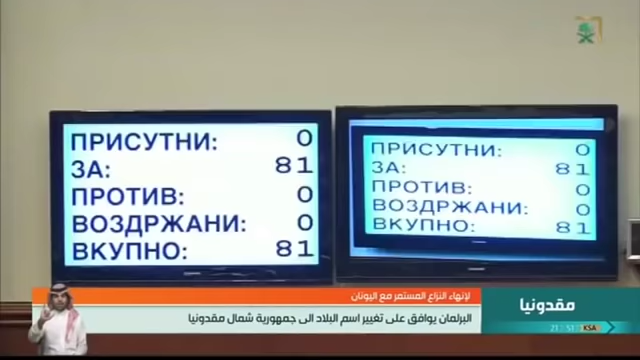 ПРИСУТНИ: 0
ЗА: 81
ПРОТИВ: 0
ВОЗДРЖАНИ: 0
ВКУПНО: 81
ПРИСУТНИ: 0
ЗА: 81
ПРОТИВ: 0
ВОЗДРЖАНИ: 0
ВКУПНО: 81
لإنهاء النزاع المستمر مع اليونان
مقدونيا
البرلمان يوافق على تغيير اسم البلاد الى جمهورية شمال مقدونيا
KSA